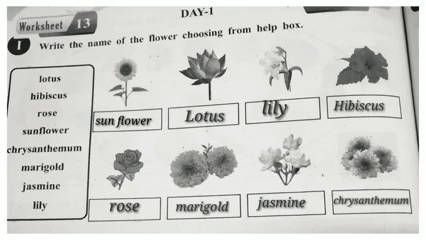 DAY-1
Worksheet 13
I Write the name of the flower choosing from help box.
lotus
hibiscus
rose
sunflower
chrysanthemum
marigold
jasmine
lily
sun flower
Lotus
lily
Hibiscus
rose
marigold
jasmine
chrysanthemum